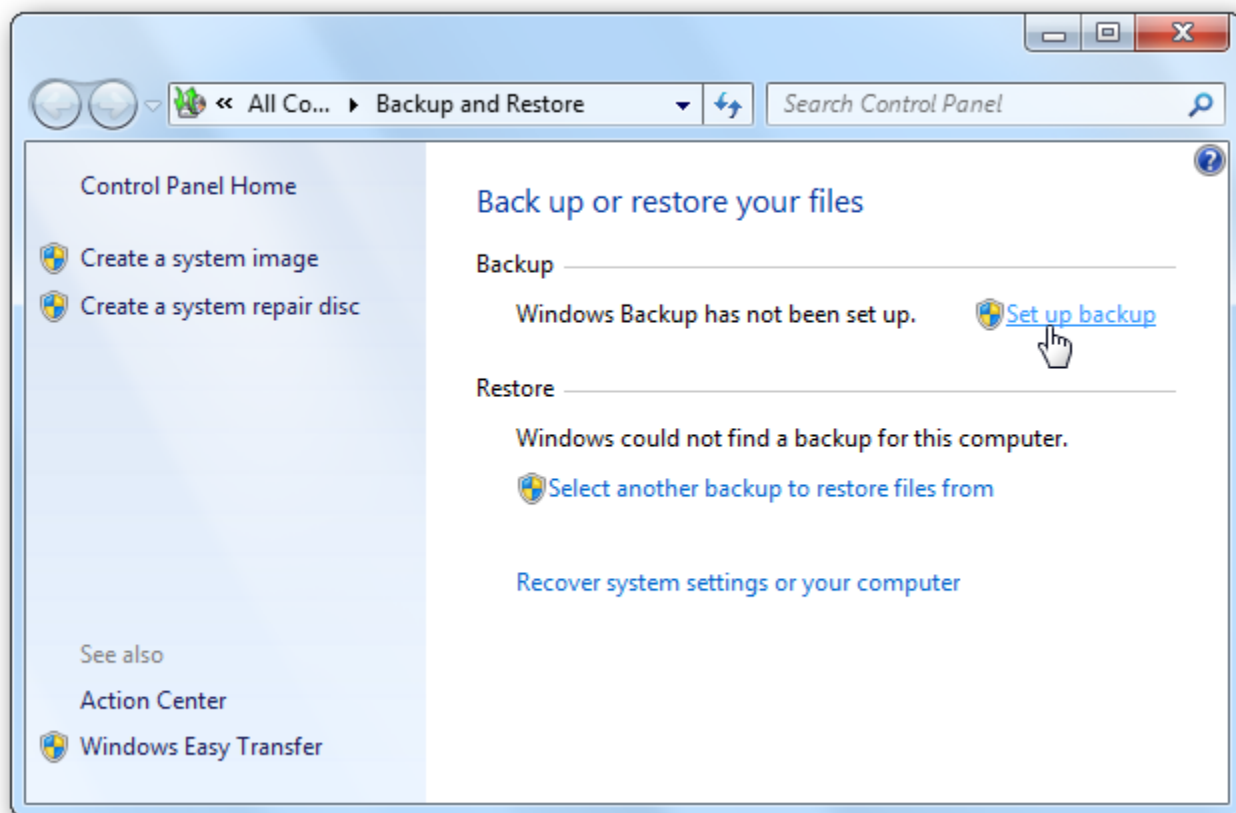 « All Co... ▸ Backup and Restore
Search Control Panel
Control Panel Home
Create a system image
Create a system repair disc
See also
Action Center
Windows Easy Transfer
Back up or restore your files
Backup
Windows Backup has not been set up. Set up backup
Restore
Windows could not find a backup for this computer.
Select another backup to restore files from
Recover system settings or your computer